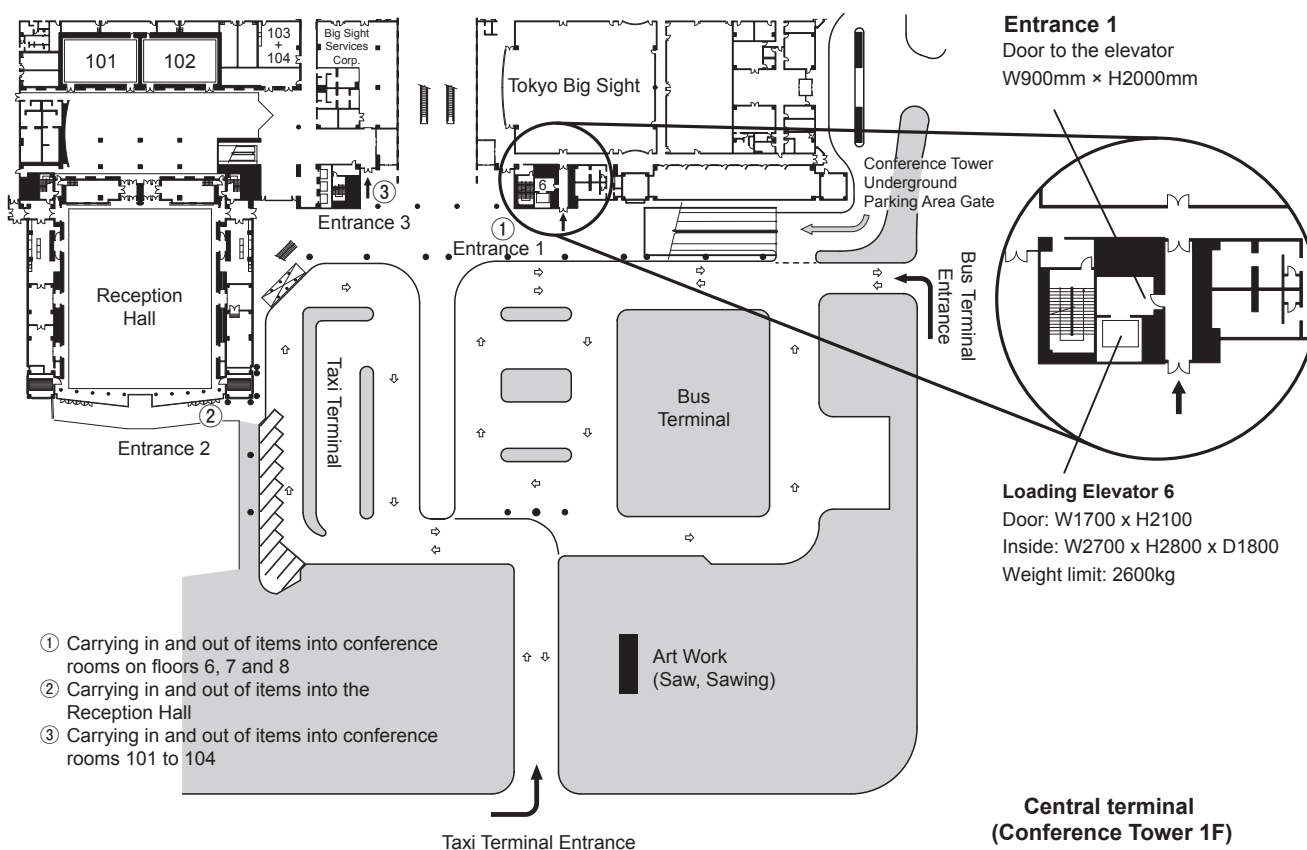 101
102
103
+
104
Big Sight
Services
Corp.
Tokyo Big Sight
Entrance 1
Door to the elevator
W900mm × H2000mm
Conference Tower
Underground
Parking Area Gate
6
③
Entrance 3
①
Entrance 1
Bus Terminal
Entrance
Reception
Hall
Taxi Terminal
Bus
Terminal
②
Entrance 2
Loading Elevator 6
Door: W1700 x H2100
Inside: W2700 x H2800 x D1800
Weight limit: 2600kg
① Carrying in and out of items into conference
rooms on floors 6, 7 and 8
② Carrying in and out of items into the
Reception Hall
③ Carrying in and out of items into conference
rooms 101 to 104
Art Work
(Saw, Sawing)
Taxi Terminal Entrance
Central terminal
(Conference Tower 1F)